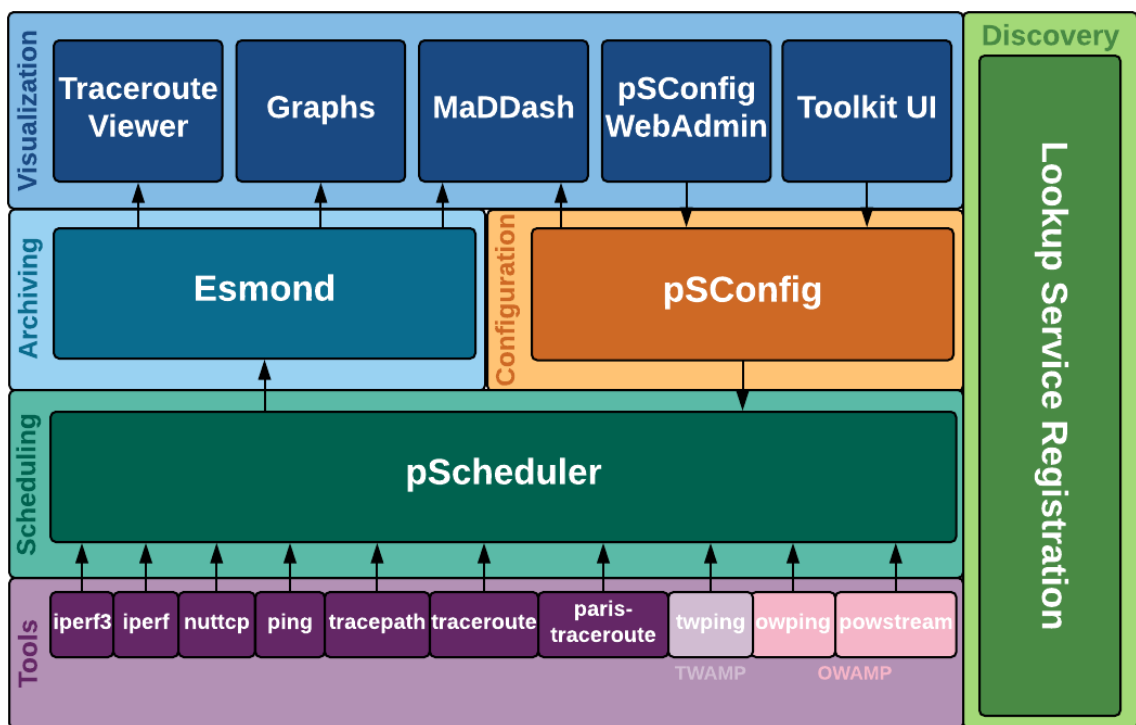 Visualization
Traceroute
Viewer
Graphs
MaDDash
pSConfig
WebAdmin
Toolkit UI
Archiving
Esmond
Configuration
pSConfig
Scheduling
pScheduler
Tools
iperf3
iperf
nuttcp
ping
tracepath
traceroute
paris-
traceroute
twping
owping
powstream
TWAMP
OWAMP
Discovery
Lookup Service Registration